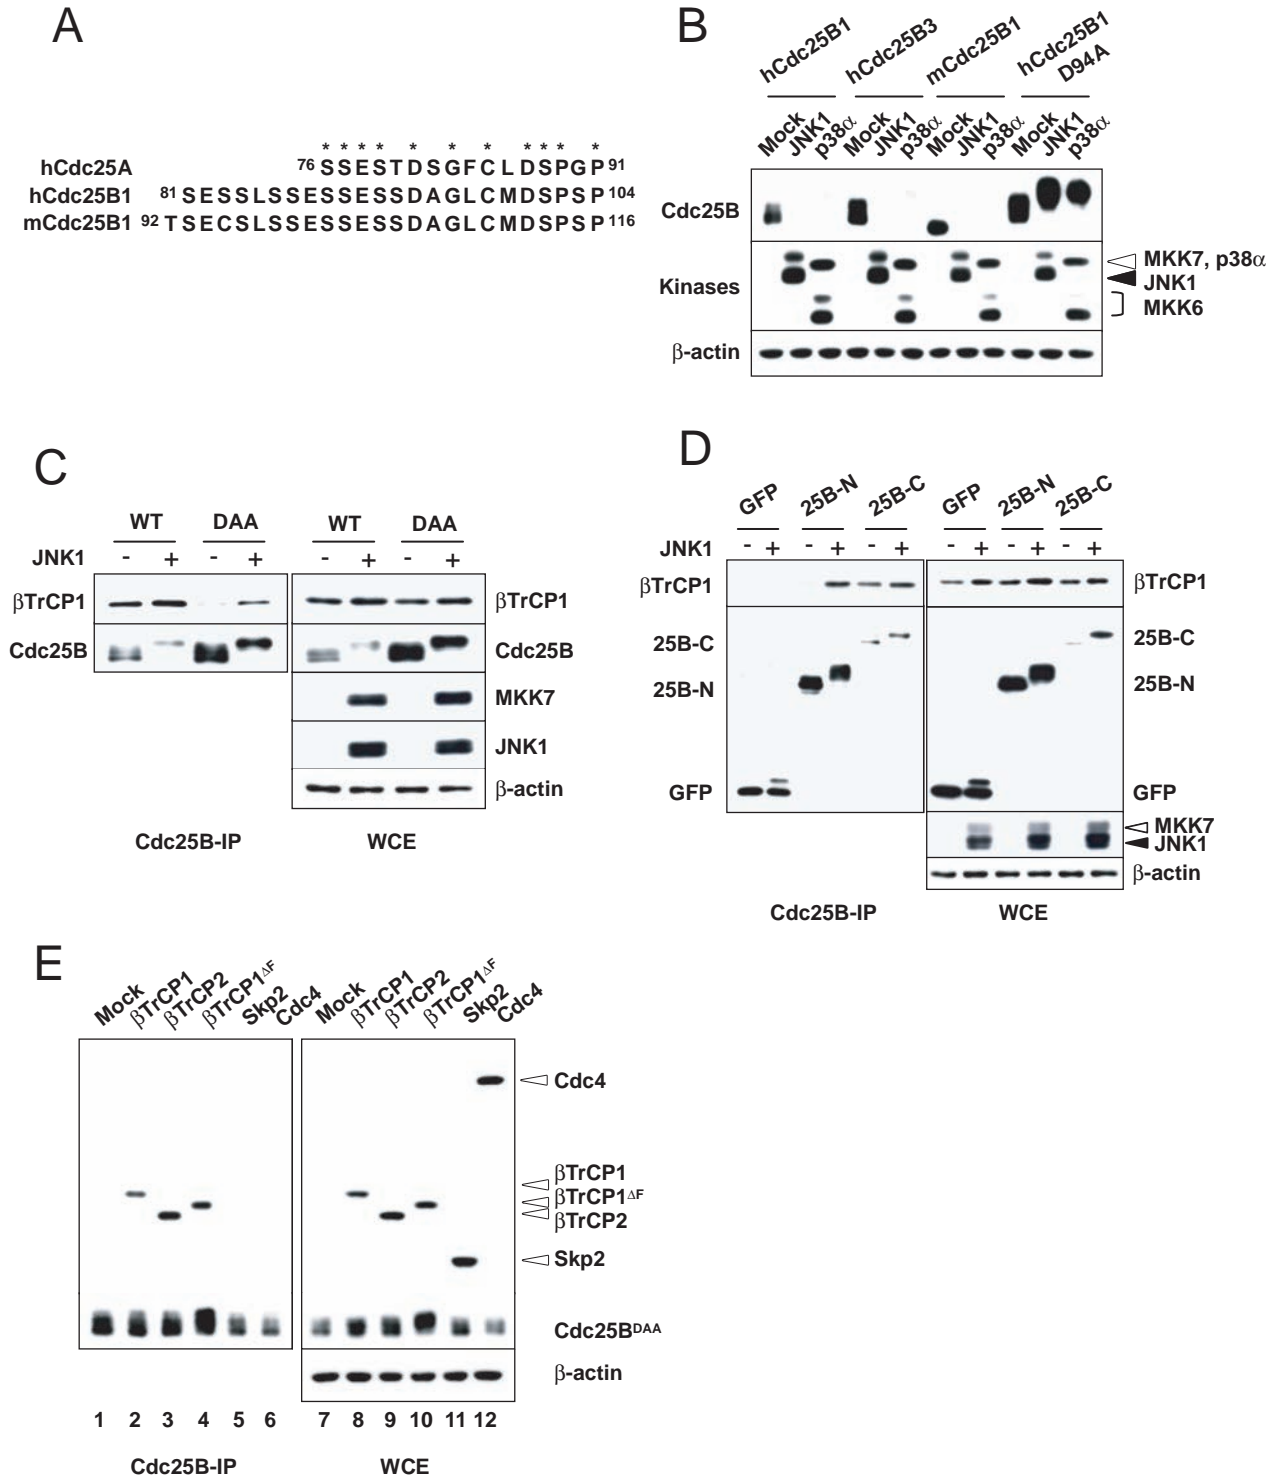 A
* * * * * * * * * * *
hCdc25A 76 SSESTDSGFCLDSPGP 91
hCdc25B1 81 SESSLSSESSESSDAGLCMDSPSP 104
mCdc25B1 92 TSECSLSSESSESSDAGLCMDSPSP 116
B
hCdc25B1 hCdc25B3 mCdc25B1 hCdc25B1 D94A
Mock JNK1 p38α Mock JNK1 p38α Mock JNK1 p38α Mock JNK1 p38α
Cdc25B
Kinases
MKK7, p38α
JNK1
MKK6
β-actin
C
WT DAA WT DAA
JNK1 - + - + - + - +
βTrCP1 βTrCP1
Cdc25B Cdc25B
MKK7
JNK1
β-actin
Cdc25B-IP WCE
D
GFP 25B-N 25B-C GFP 25B-N 25B-C
JNK1 - + - + - + - + - + - +
βTrCP1 βTrCP1
25B-C 25B-C
25B-N 25B-N
GFP GFP
MKK7
JNK1
β-actin
Cdc25B-IP WCE
E
Mock βTrCP1 βTrCP2 βTrCP1ΔF Skp2 Cdc4 Mock βTrCP1 βTrCP2 βTrCP1ΔF Skp2 Cdc4
Cdc4
βTrCP1
βTrCP1ΔF
βTrCP2
Skp2
Cdc25BDAA
β-actin
1 2 3 4 5 6 7 8 9 10 11 12
Cdc25B-IP WCE